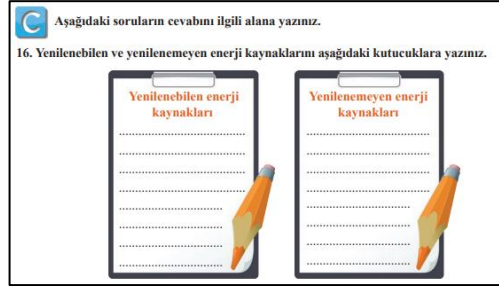 C Aşağıdaki soruların cevabını ilgili alana yazınız.
16. Yenilenebilen ve yenilenemeyen enerji kaynaklarını aşağıdaki kutucuklara yazınız.
Yenilenebilen enerji
kaynakları
Yenilenemeyen enerji
kaynakları